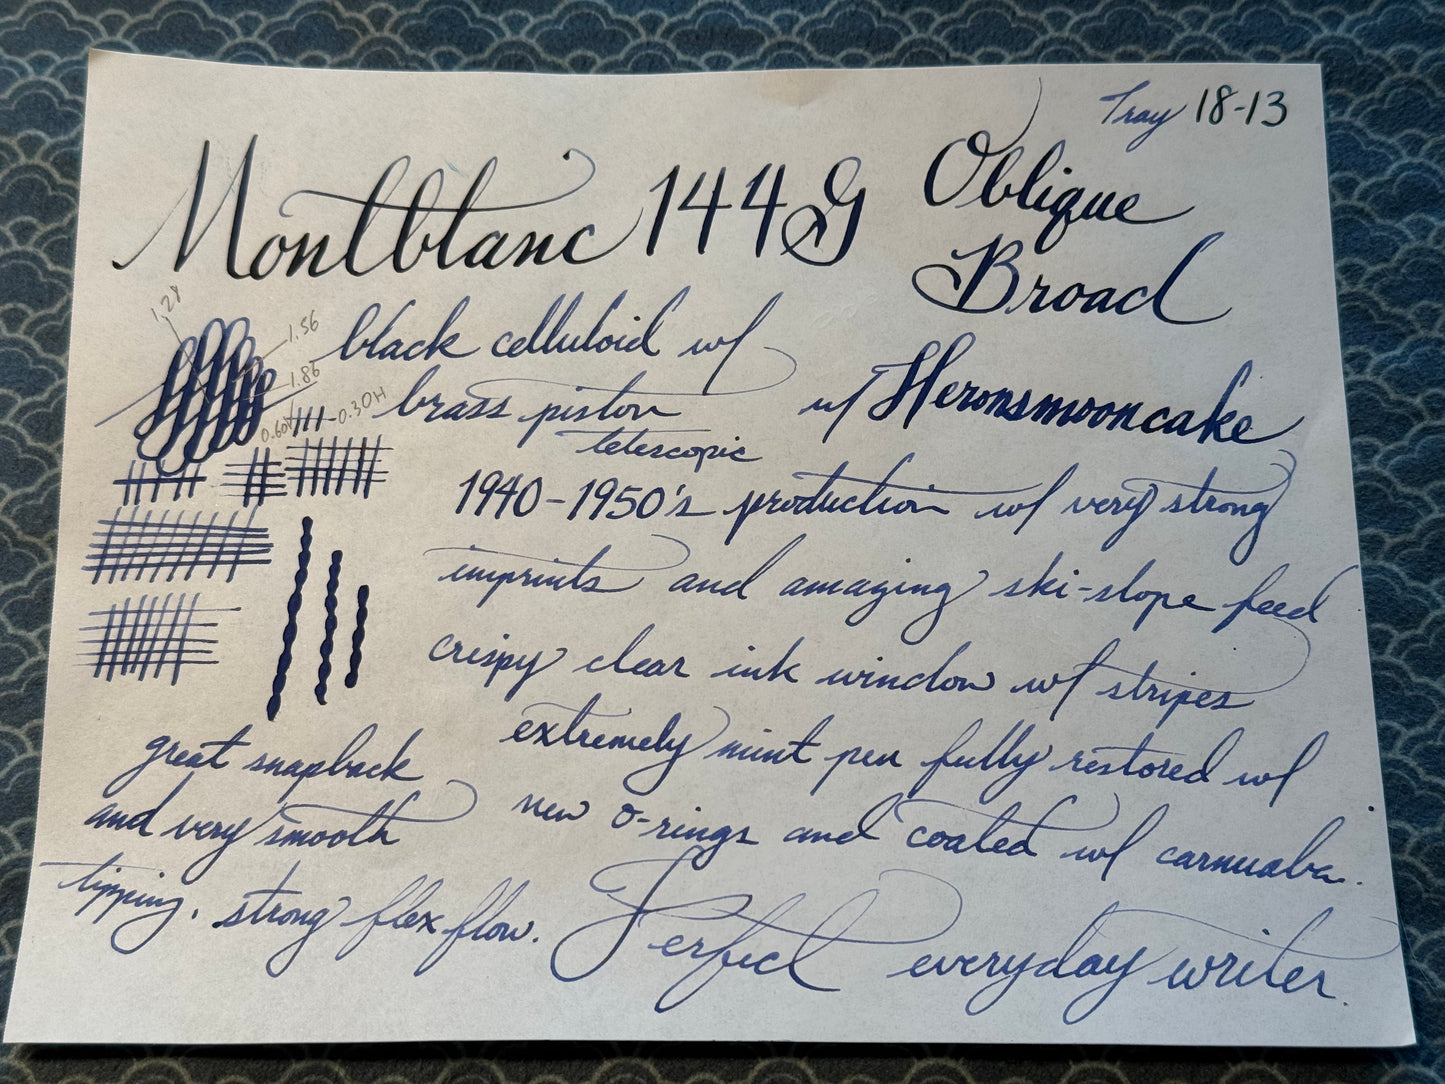 Tray 18-13
Montblanc 144G Oblique
Broad
1.28
1.56
1.86
0.60V
0.30H
black celluloid w/
brass piston
telescopic
w/ Heronsmooncake
1940-1950's production w/ very strong
imprints and amazing ski-slope feed
crispy clear ink window w/ stripes
extremely mint pen fully restored w/
new o-rings and coated w/ carnuaba.
great snapback
and very smooth
tipping. strong flex flow.
Perfect everyday writer.